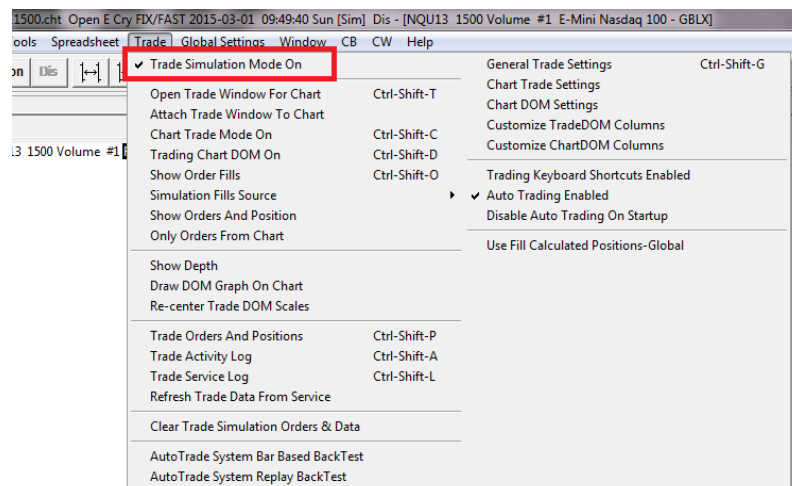 1500.cht Open E Cry FIX/FAST 2015-03-01 09:49:40 Sun [Sim] Dis - [NQU13 1500 Volume #1 E-Mini Nasdaq 100 - GBLX]
ools Spreadsheet Trade Global Settings Window CB CW Help
on Dis
13 1500 Volume #1
✔ Trade Simulation Mode On
Open Trade Window For Chart Ctrl-Shift-T
Attach Trade Window To Chart
Chart Trade Mode On Ctrl-Shift-C
Trading Chart DOM On Ctrl-Shift-D
Show Order Fills Ctrl-Shift-O
Simulation Fills Source
Show Orders And Position
Only Orders From Chart
Show Depth
Draw DOM Graph On Chart
Re-center Trade DOM Scales
Trade Orders And Positions Ctrl-Shift-P
Trade Activity Log Ctrl-Shift-A
Trade Service Log Ctrl-Shift-L
Refresh Trade Data From Service
Clear Trade Simulation Orders & Data
AutoTrade System Bar Based BackTest
AutoTrade System Replay BackTest
General Trade Settings Ctrl-Shift-G
Chart Trade Settings
Chart DOM Settings
Customize TradeDOM Columns
Customize ChartDOM Columns
Trading Keyboard Shortcuts Enabled
✔ Auto Trading Enabled
Disable Auto Trading On Startup
Use Fill Calculated Positions-Global